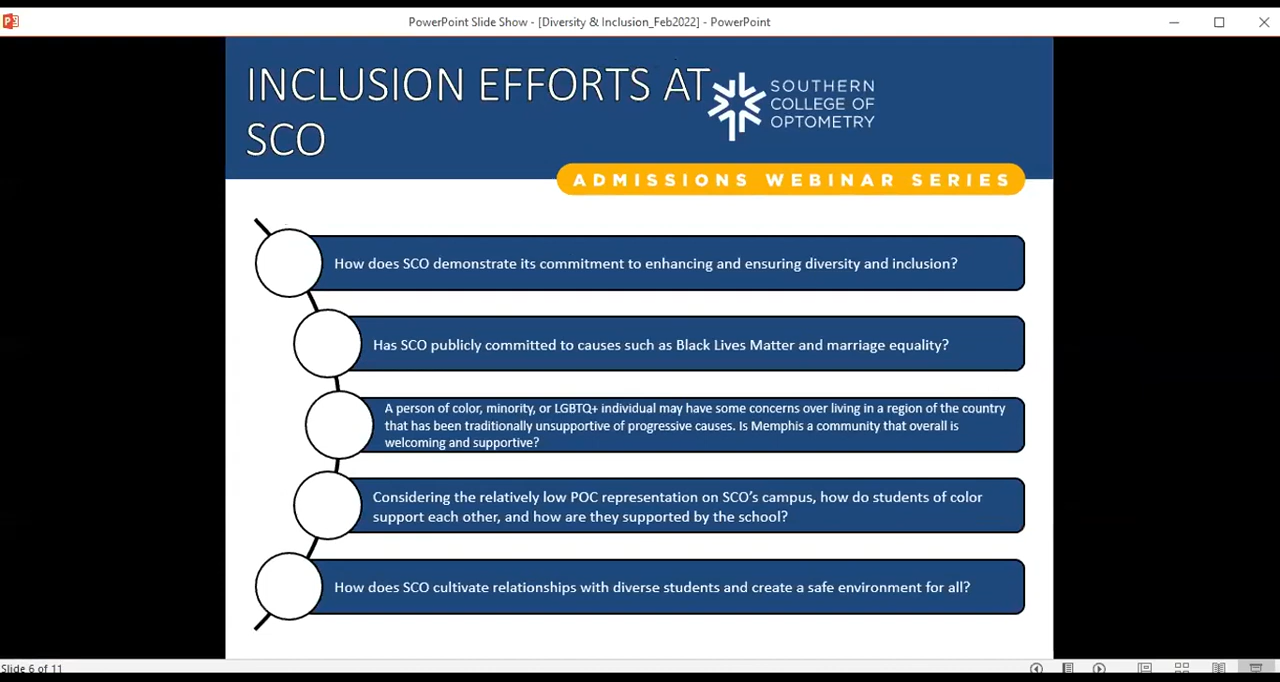 PowerPoint Slide Show - [Diversity & Inclusion_Feb2022] - PowerPoint
INCLUSION EFFORTS AT
SCO
SOUTHERN
COLLEGE OF
OPTOMETRY
ADMISSIONS WEBINAR SERIES
How does SCO demonstrate its commitment to enhancing and ensuring diversity and inclusion?
Has SCO publicly committed to causes such as Black Lives Matter and marriage equality?
A person of color, minority, or LGBTQ+ individual may have some concerns over living in a region of the country
that has been traditionally unsupportive of progressive causes. Is Memphis a community that overall is
welcoming and supportive?
Considering the relatively low POC representation on SCO's campus, how do students of color
support each other, and how are they supported by the school?
How does SCO cultivate relationships with diverse students and create a safe environment for all?
Slide 6 of 11